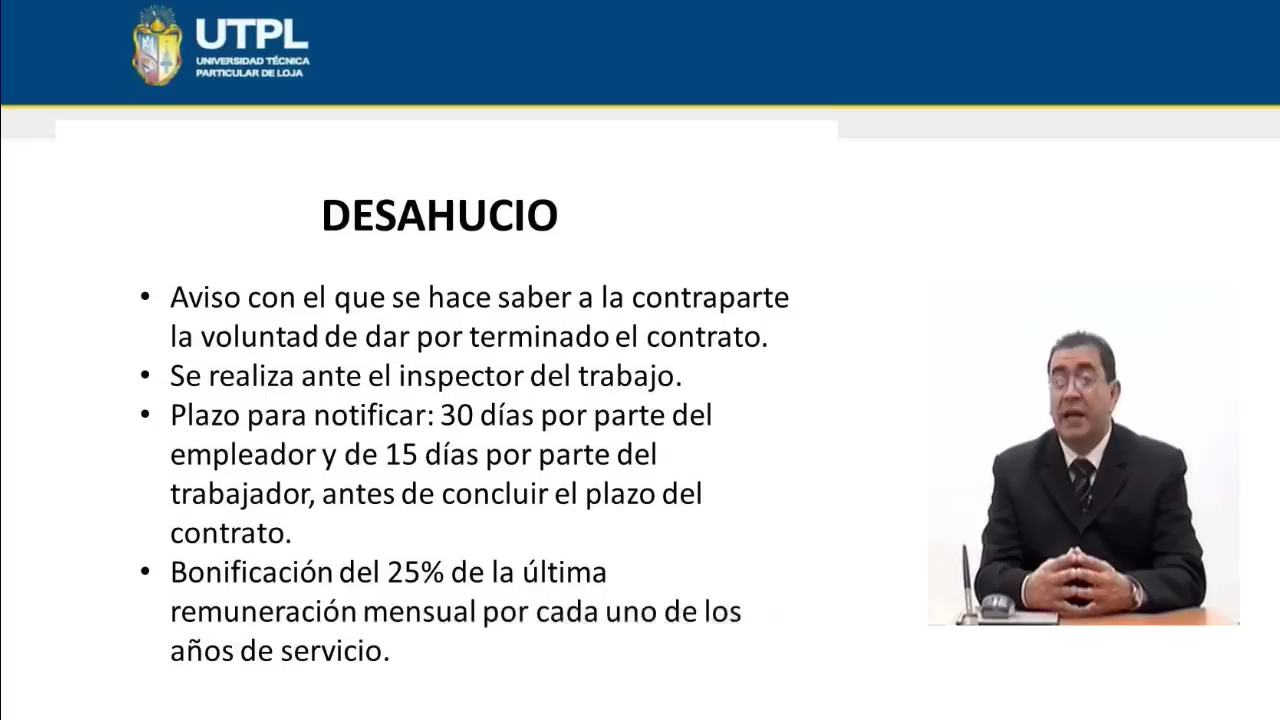 UTPL
UNIVERSIDAD TÉCNICA
PARTICULAR DE LOJA
DESAHUCIO
• Aviso con el que se hace saber a la contraparte
la voluntad de dar por terminado el contrato.
• Se realiza ante el inspector del trabajo.
• Plazo para notificar: 30 días por parte del
empleador y de 15 días por parte del
trabajador, antes de concluir el plazo del
contrato.
• Bonificación del 25% de la última
remuneración mensual por cada uno de los
años de servicio.